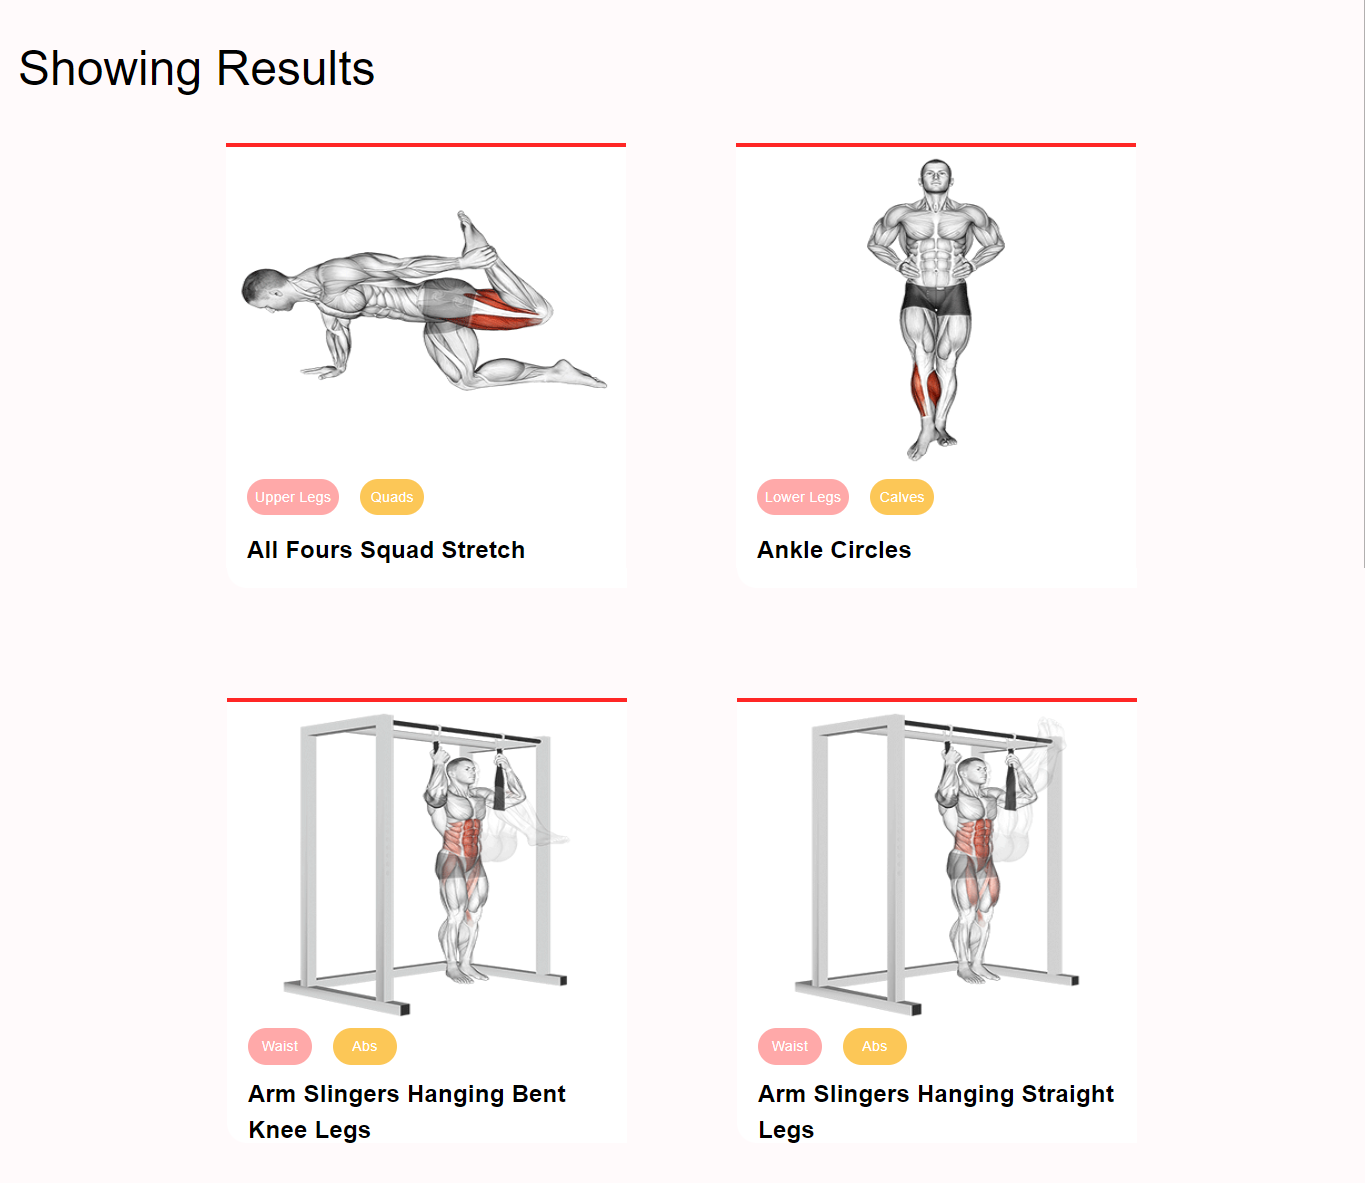 Showing Results
Upper Legs Quads
All Fours Squad Stretch
Lower Legs Calves
Ankle Circles
Waist Abs
Arm Slingers Hanging Bent
Knee Legs
Waist Abs
Arm Slingers Hanging Straight
Legs